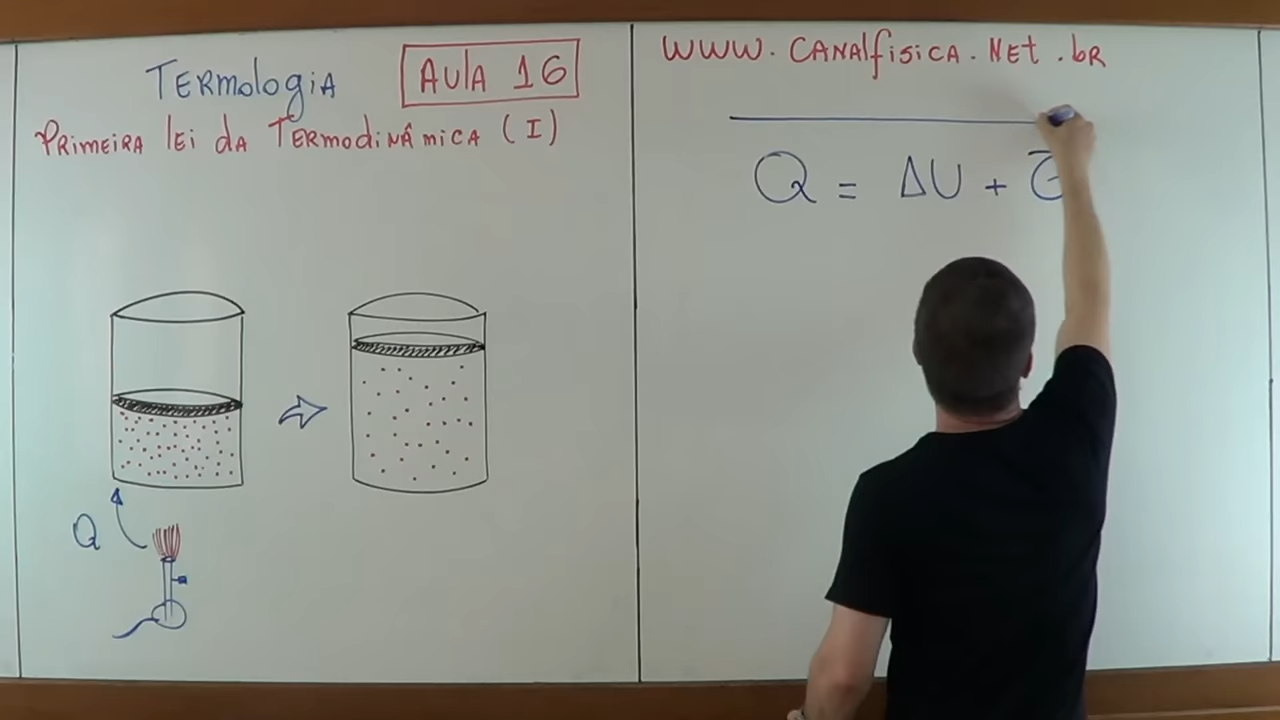 TERMologiA
AUlA 16
PRiMEiRA lEi dA TERModiNÂMicA (I)
Q
www.CANAlfisicA.NEt.bR
Q = ΔU +